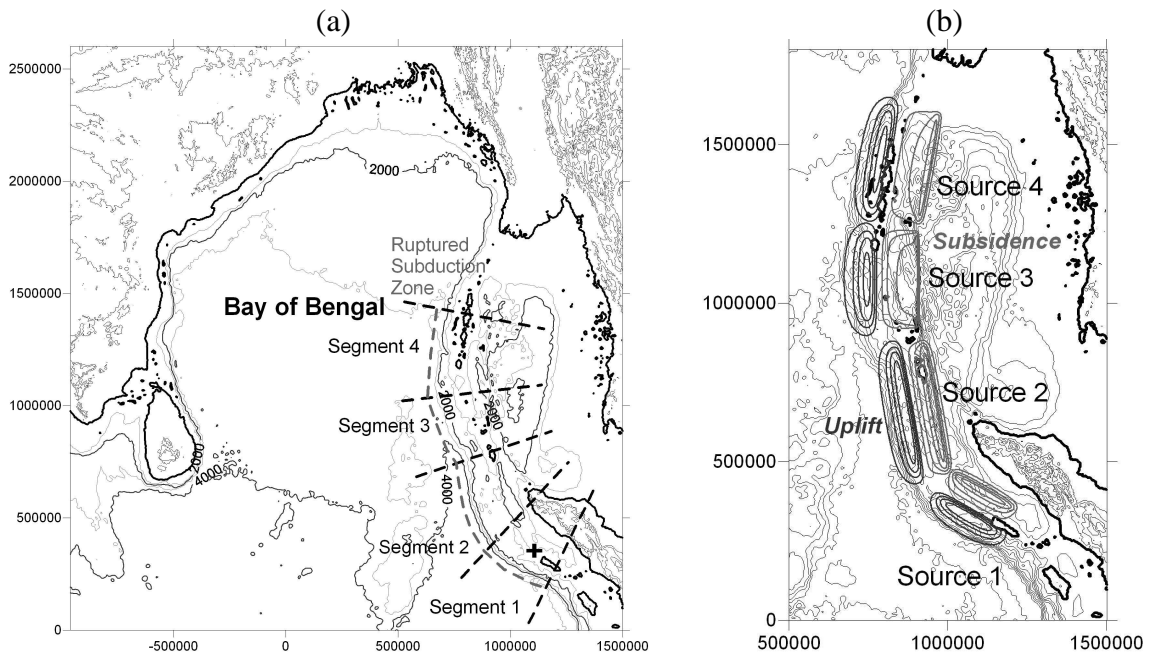 (a)
2500000
2000000
1500000
1000000
500000
0
-500000
0
500000
1000000
1500000
2000
Ruptured
Subduction
Zone
Bay of Bengal
Segment 4
Segment 3
Segment 2
Segment 1
2000
2000
4000
2000
4000
(b)
1500000
1000000
500000
0
500000
1000000
1500000
Source 4
Subsidence
Source 3
Source 2
Uplift
Source 1